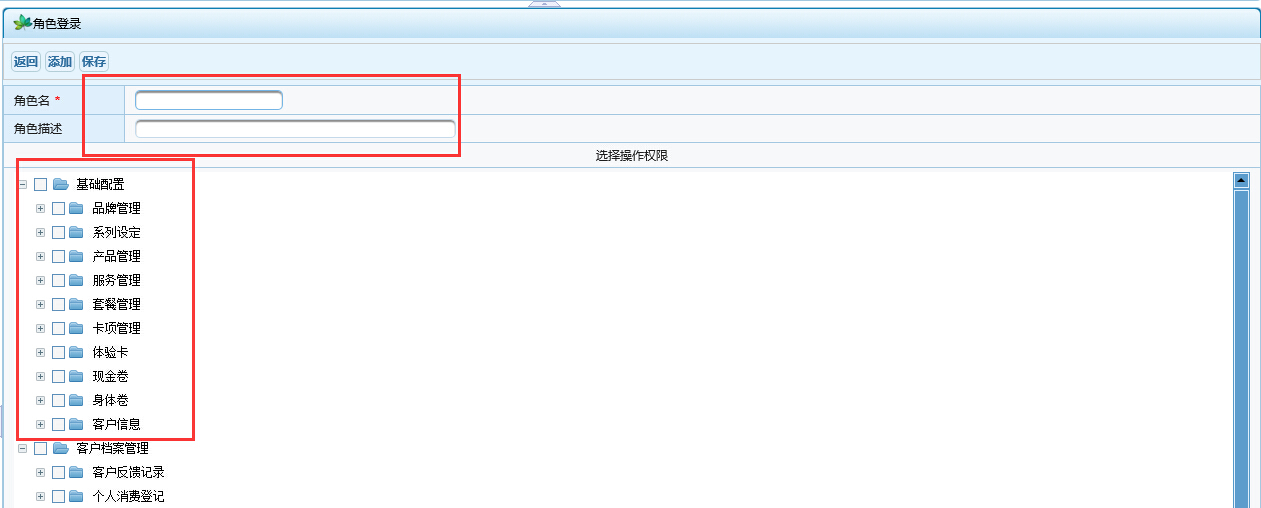 角色登录
返回 添加 保存
角色名 *
角色描述
选择操作权限
基础配置
品牌管理
系列设定
产品管理
服务管理
套餐管理
卡项管理
体验卡
现金卷
身体卷
客户信息
客户档案管理
客户反馈记录
个人消费登记